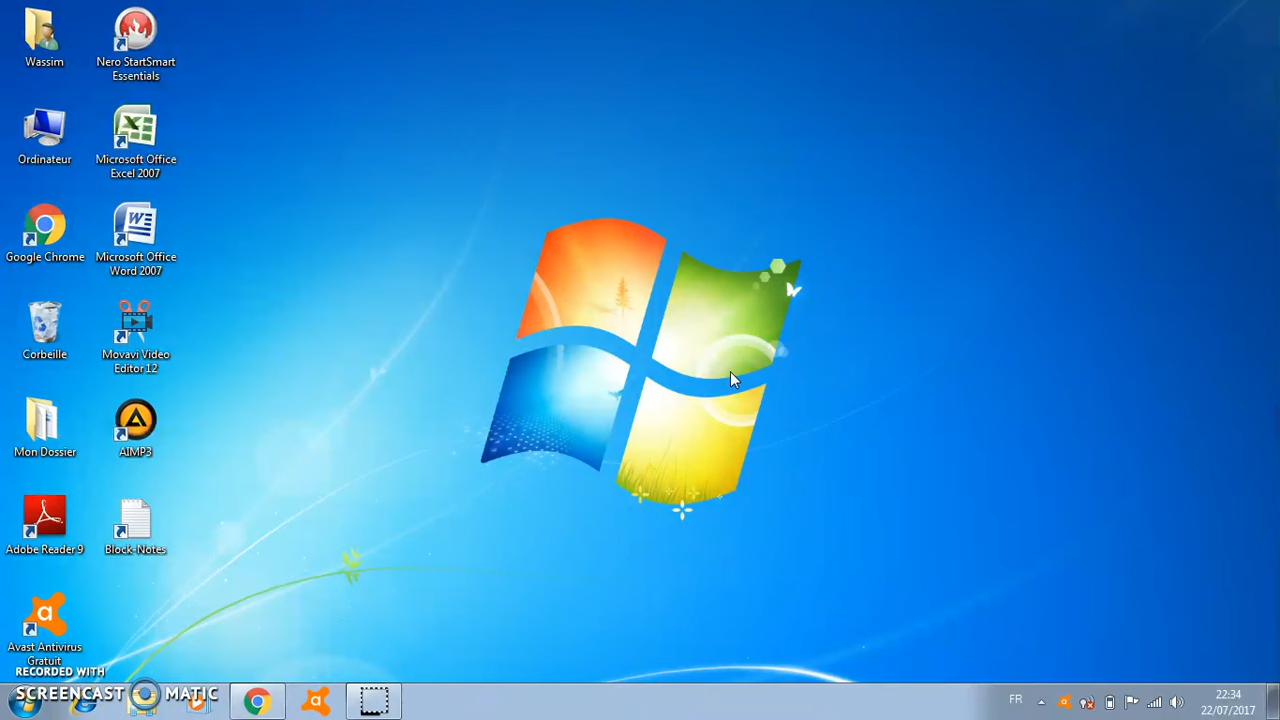 Wassim
Nero StartSmart
Essentials
Ordinateur
Microsoft Office
Excel 2007
Google Chrome
Microsoft Office
Word 2007
Corbeille
Movavi Video
Editor 12
Mon Dossier
AIMP3
Adobe Reader 9
Block-Notes
Avast Antivirus
Gratuit
RECORDED WITH
SCREENCAST MATIC
FR
22:34
22/07/2017